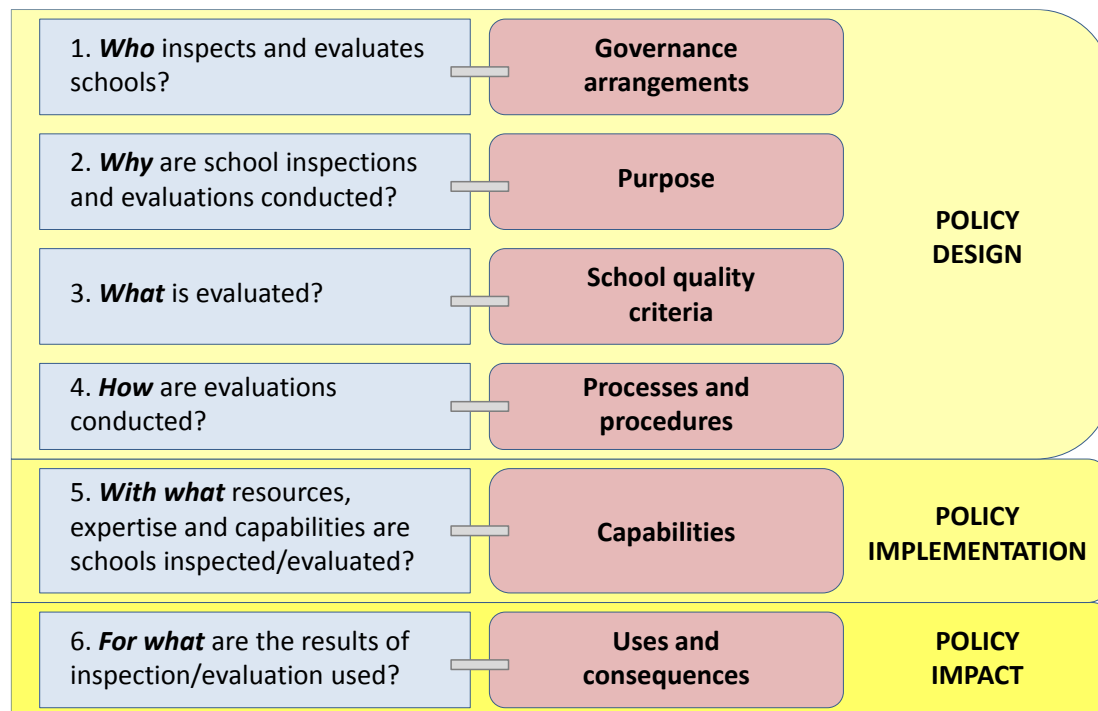 1. Who inspects and evaluates
schools?
Governance
arrangements
2. Why are school inspections
and evaluations conducted?
Purpose
3. What is evaluated?
School quality
criteria
4. How are evaluations
conducted?
Processes and
procedures
POLICY
DESIGN
5. With what resources,
expertise and capabilities are
schools inspected/evaluated?
Capabilities
POLICY
IMPLEMENTATION
6. For what are the results of
inspection/evaluation used?
Uses and
consequences
POLICY
IMPACT